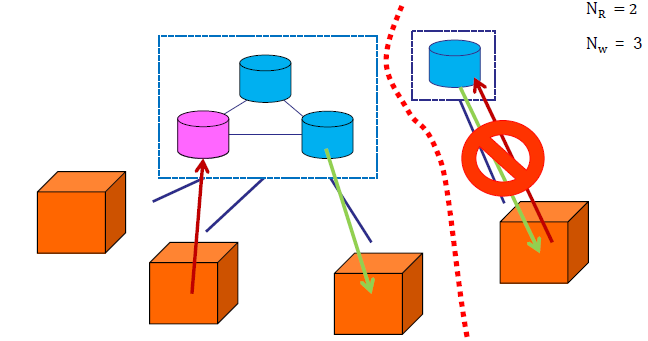 N_R = 2
N_w = 3